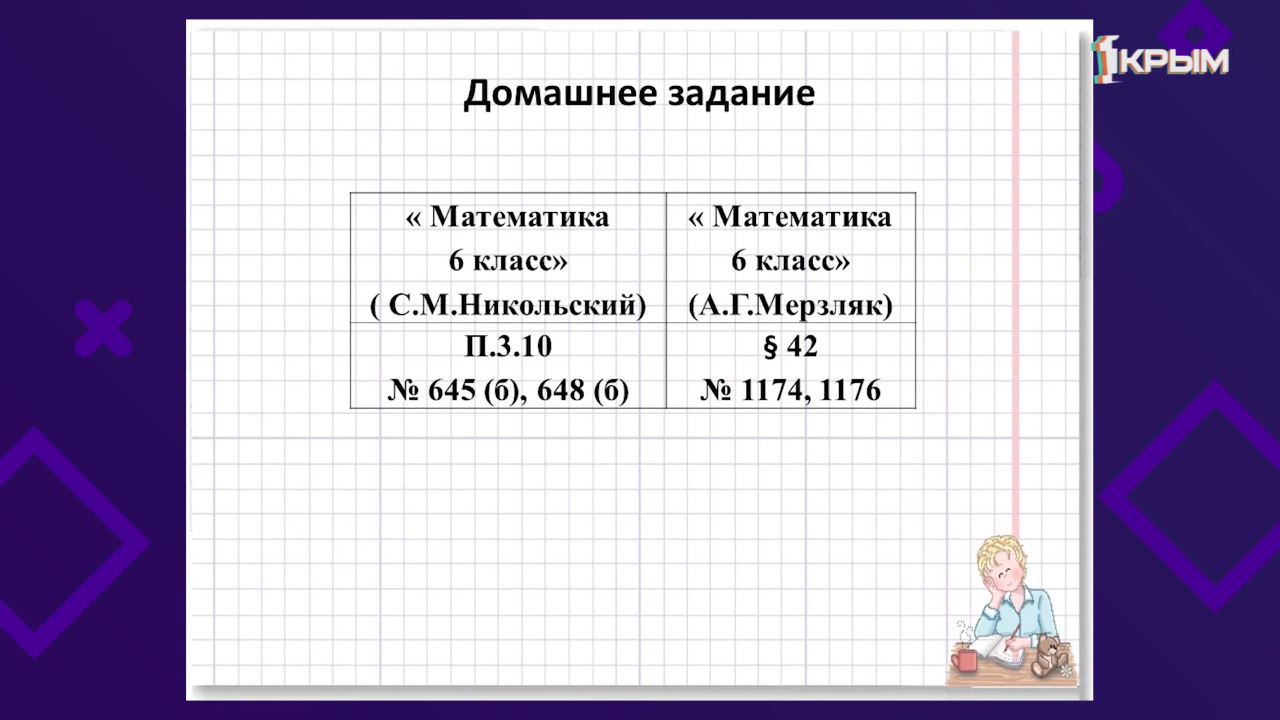 1КРЫМ
Домашнее задание
« Математика
6 класс»
( С.М.Никольский)
« Математика
6 класс»
(А.Г.Мерзляк)
П.3.10
№ 645 (б), 648 (б)
§ 42
№ 1174, 1176